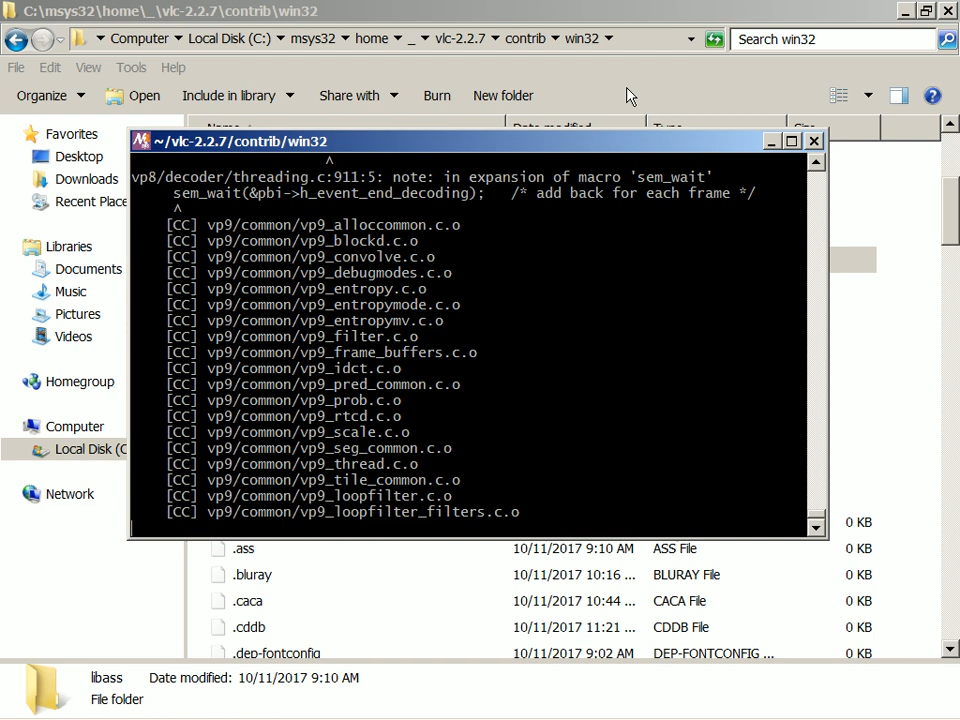 C:\msys32\home\_\vlc-2.2.7\contrib\win32
Computer Local Disk (C:) msys32 home _ vlc-2.2.7 contrib win32 Search win32
File Edit View Tools Help
Organize Open Include in library Share with Burn New folder
Favorites
Desktop
Downloads
Recent Place
Libraries
Documents
Music
Pictures
Videos
Homegroup
Computer
Local Disk (C
Network
~/vlc-2.2.7/contrib/win32
^
vp8/decoder/threading.c:911:5: note: in expansion of macro 'sem_wait'
sem_wait(&pbi->h_event_end_decoding); /* add back for each frame */
^
[CC] vp9/common/vp9_alloccommon.c.o
[CC] vp9/common/vp9_blockd.c.o
[CC] vp9/common/vp9_convolve.c.o
[CC] vp9/common/vp9_debugmodes.c.o
[CC] vp9/common/vp9_entropy.c.o
[CC] vp9/common/vp9_entropymode.c.o
[CC] vp9/common/vp9_entropymv.c.o
[CC] vp9/common/vp9_filter.c.o
[CC] vp9/common/vp9_frame_buffers.c.o
[CC] vp9/common/vp9_idct.c.o
[CC] vp9/common/vp9_pred_common.c.o
[CC] vp9/common/vp9_prob.c.o
[CC] vp9/common/vp9_rtcd.c.o
[CC] vp9/common/vp9_scale.c.o
[CC] vp9/common/vp9_seg_common.c.o
[CC] vp9/common/vp9_thread.c.o
[CC] vp9/common/vp9_tile_common.c.o
[CC] vp9/common/vp9_loopfilter.c.o
[CC] vp9/common/vp9_loopfilter_filters.c.o
0 KB
.ass 10/11/2017 9:10 AM ASS File 0 KB
.bluray 10/11/2017 10:16 ... BLURAY File 0 KB
.caca 10/11/2017 10:44 ... CACA File 0 KB
.cddb 10/11/2017 11:21 ... CDDB File 0 KB
.dep-fontconfig 10/11/2017 9:02 AM DEP-FONTCONFIG ... 0 KB
libass Date modified: 10/11/2017 9:10 AM
File folder